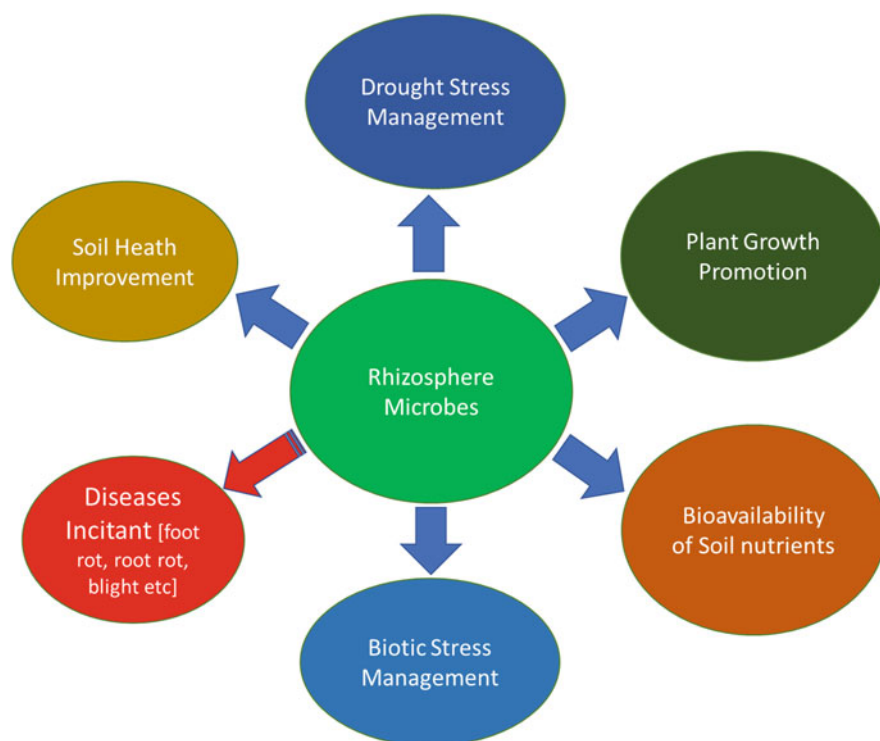 Drought Stress
Management
Soil Heath
Improvement
Plant Growth
Promotion
Rhizosphere
Microbes
Diseases
Incitant [foot
rot, root rot,
blight etc]
Bioavailability
of Soil nutrients
Biotic Stress
Management